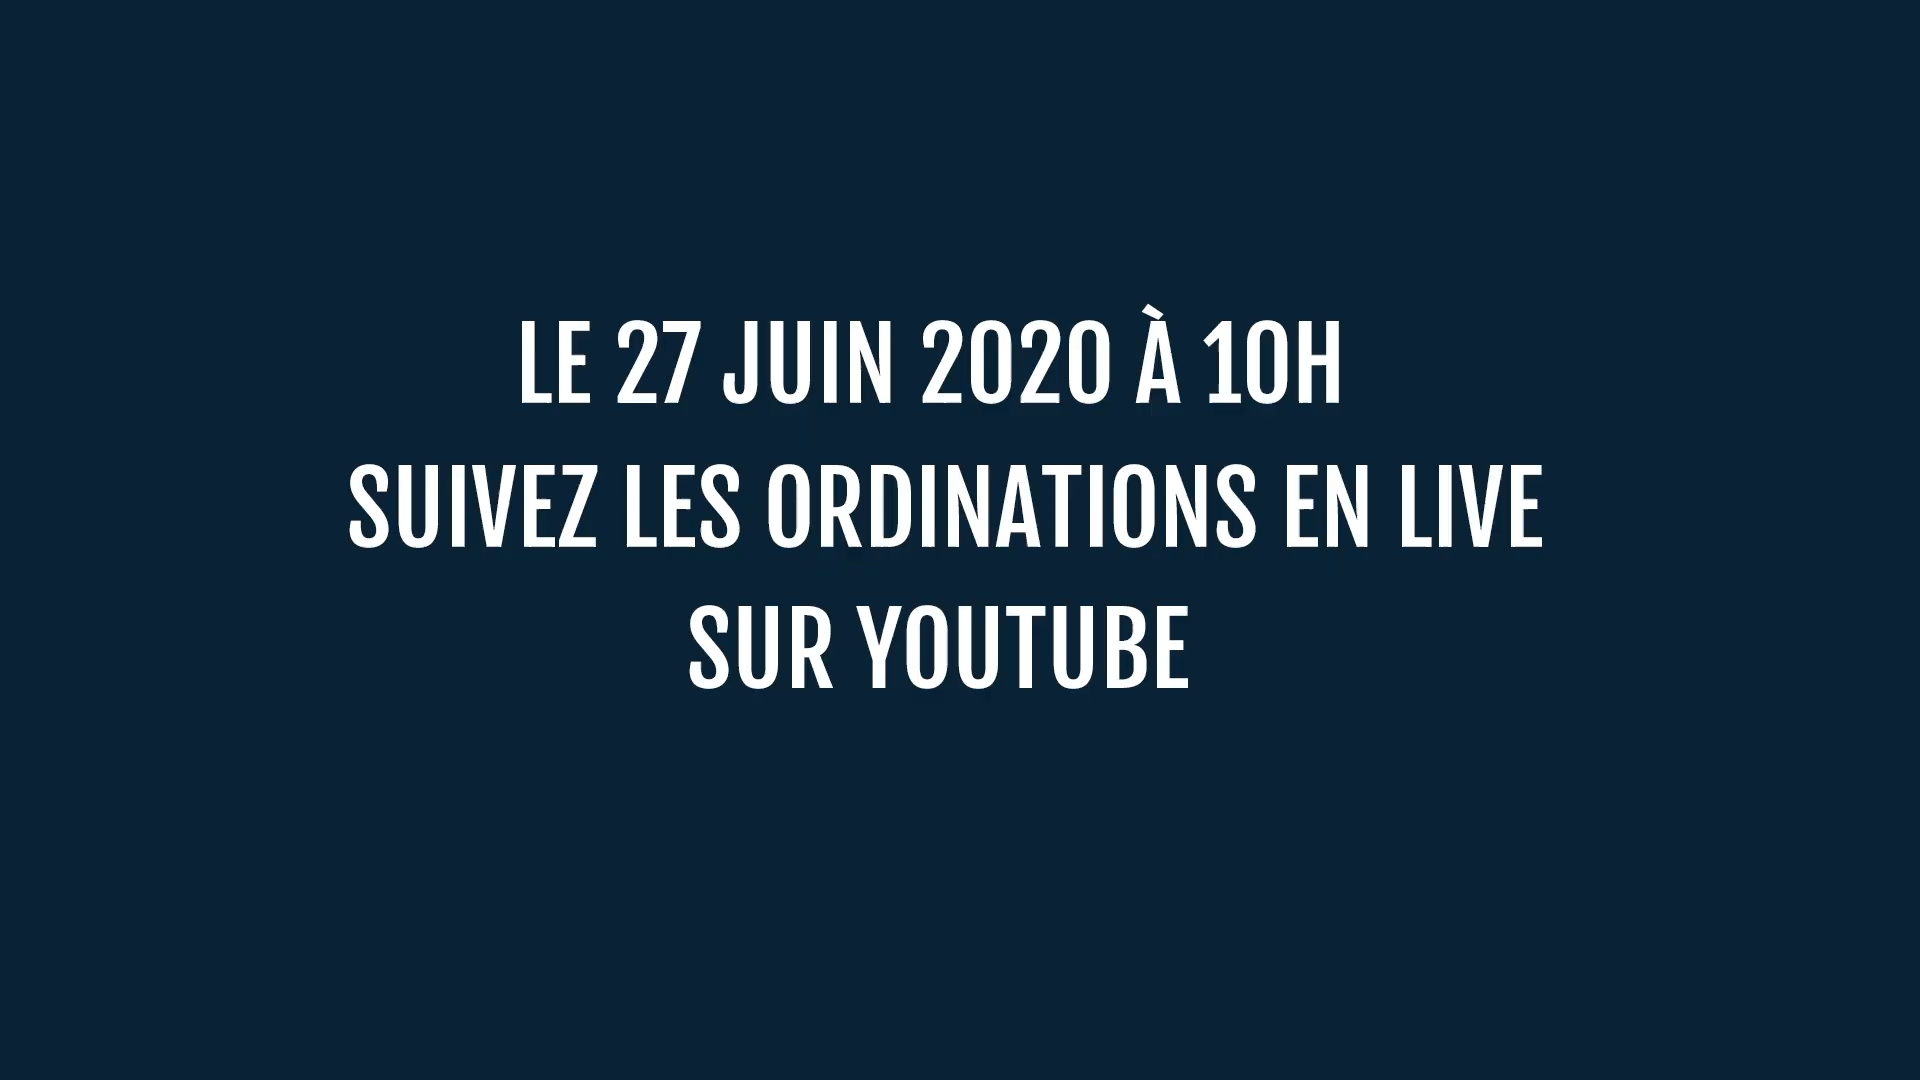 LE 27 JUIN 2020 À 10H
SUIVEZ LES ORDINATIONS EN LIVE
SUR YOUTUBE